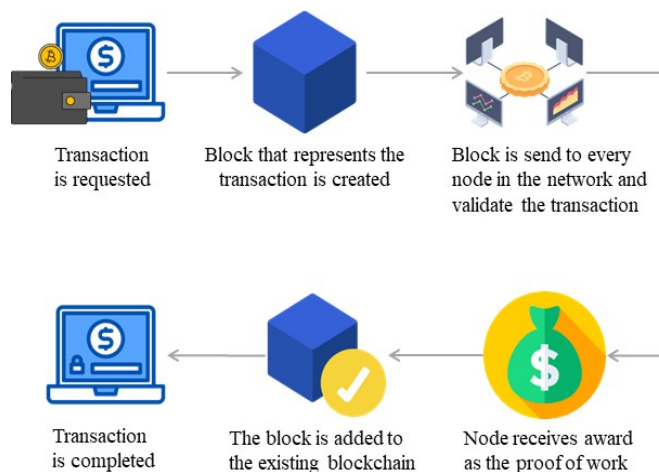 Transaction
is requested
Block that represents the
transaction is created
Block is send to every
node in the network and
validate the transaction
Transaction
is completed
The block is added to
the existing blockchain
Node receives award
as the proof of work